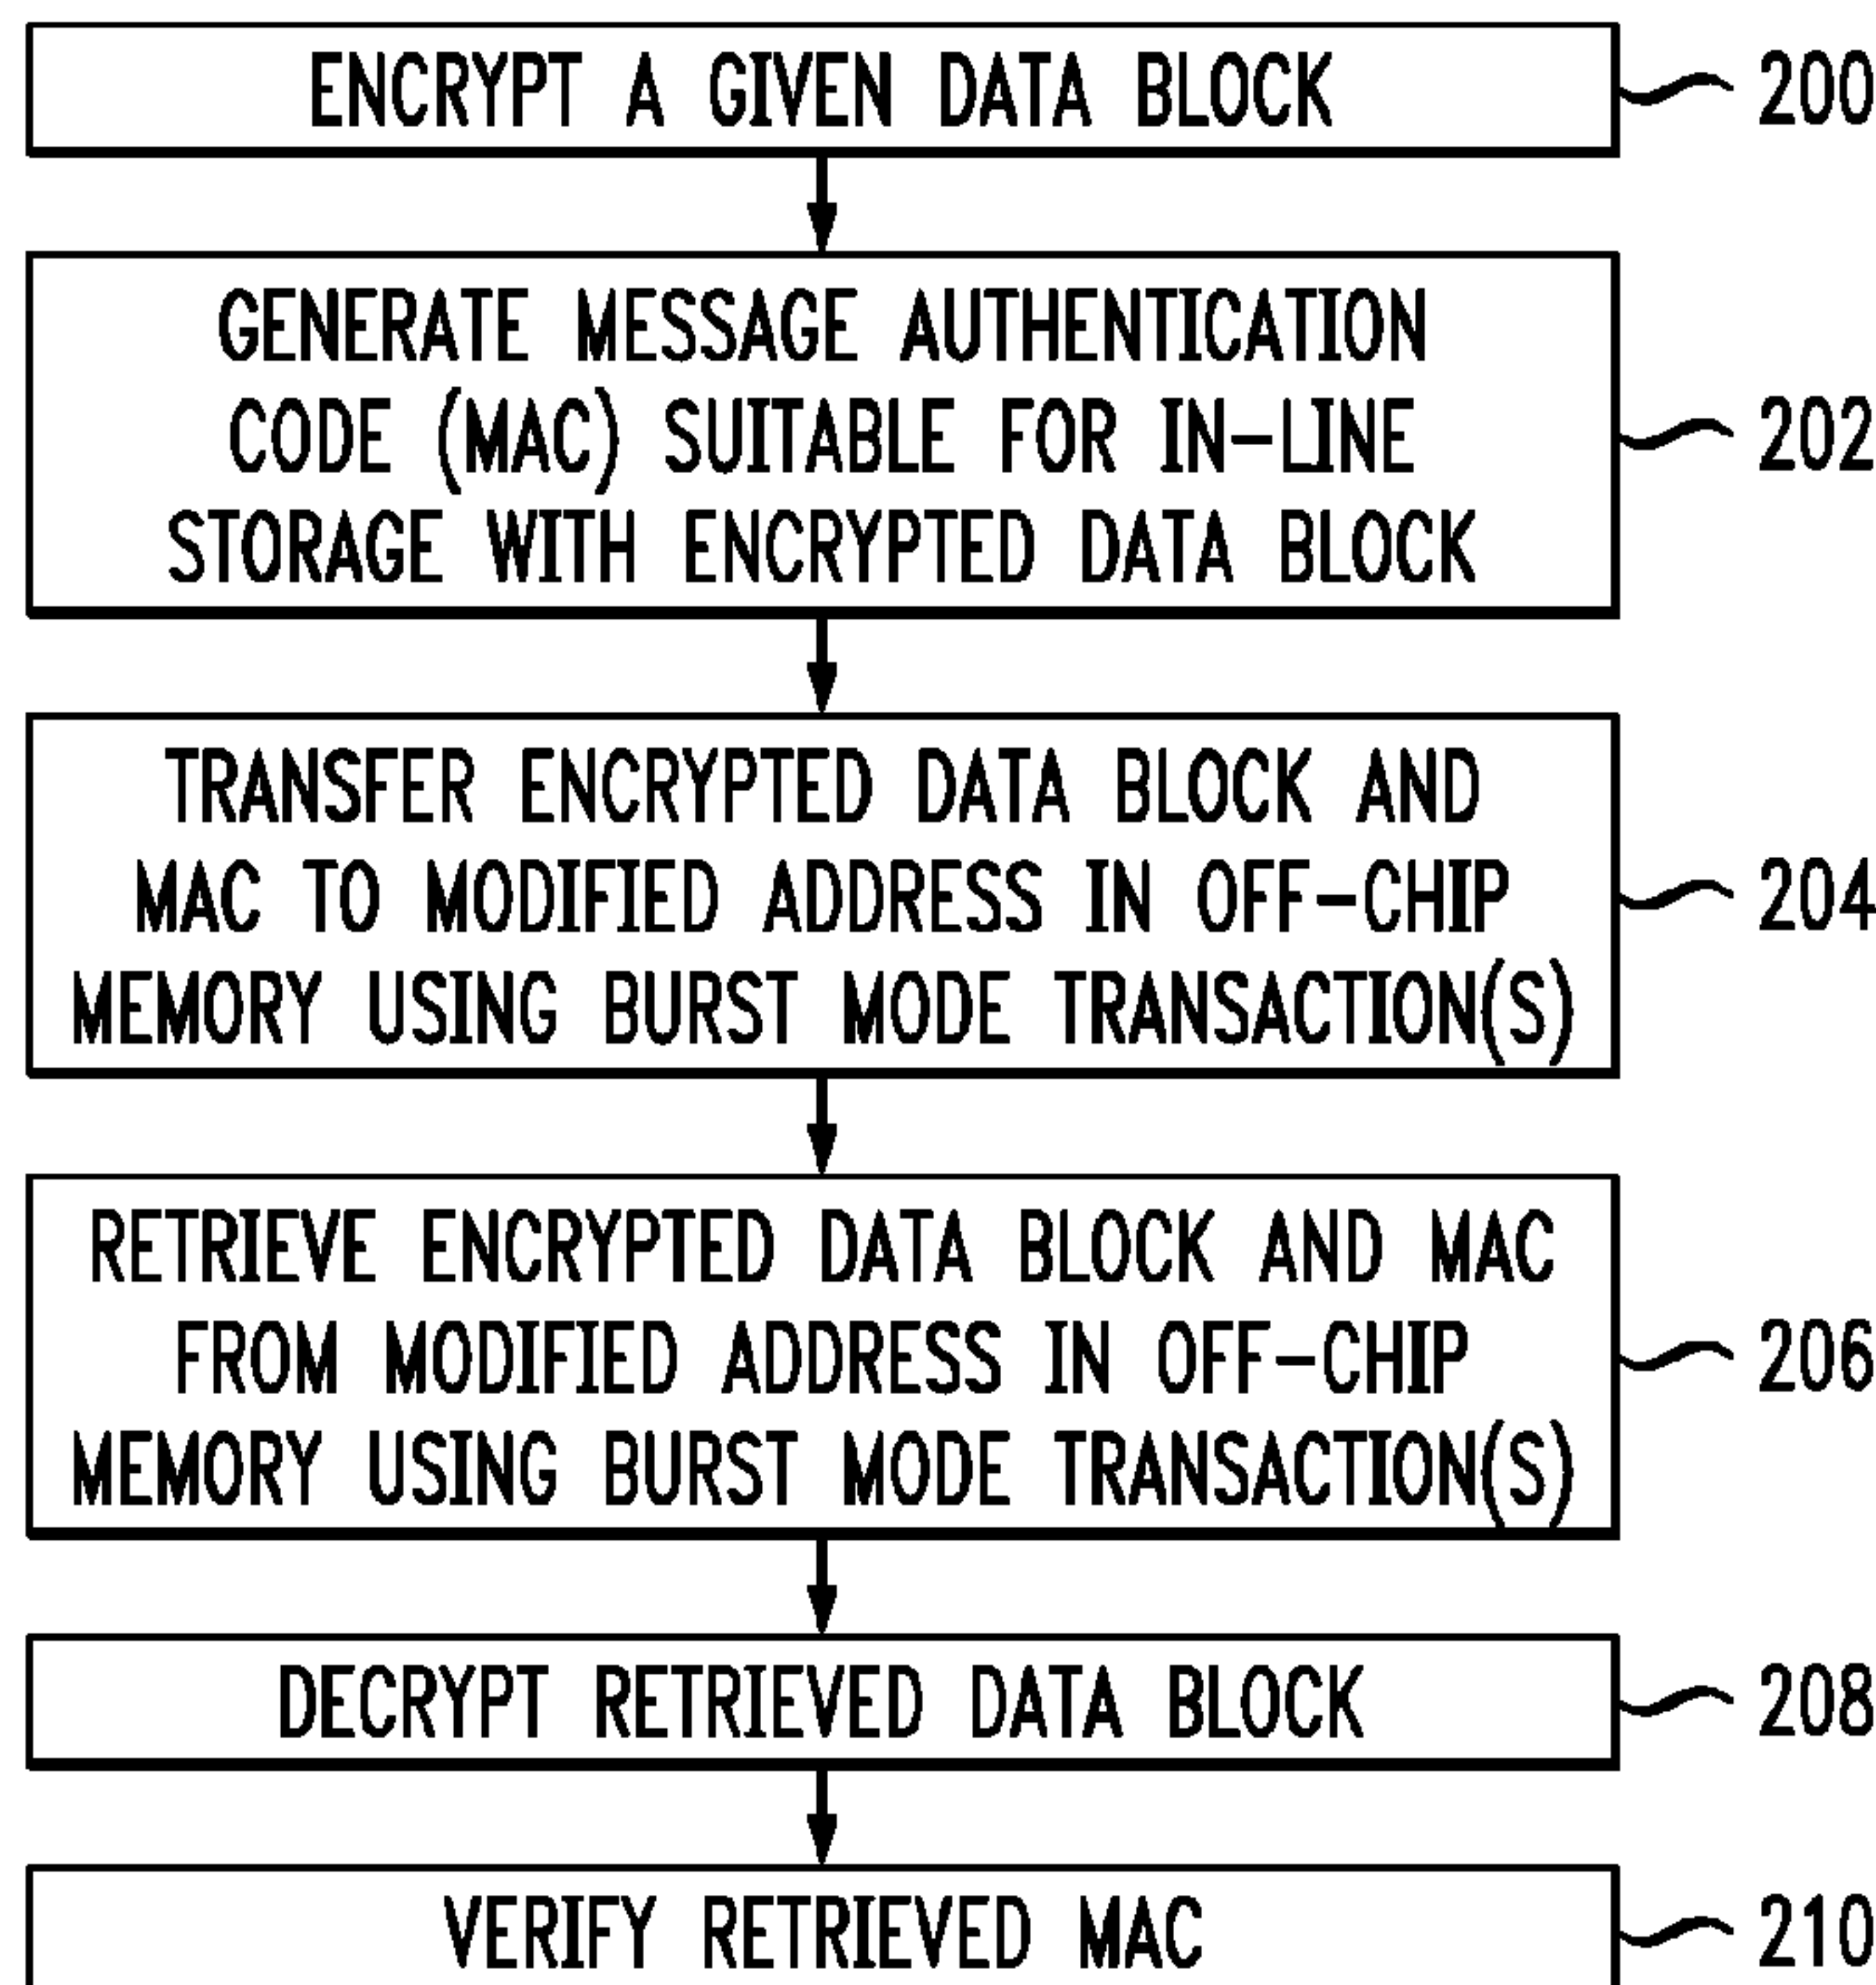 ENCRYPT A GIVEN DATA BLOCK
200
GENERATE MESSAGE AUTHENTICATION
CODE (MAC) SUITABLE FOR IN-LINE
STORAGE WITH ENCRYPTED DATA BLOCK
202
TRANSFER ENCRYPTED DATA BLOCK AND
MAC TO MODIFIED ADDRESS IN OFF-CHIP
MEMORY USING BURST MODE TRANSACTION(S)
204
RETRIEVE ENCRYPTED DATA BLOCK AND MAC
FROM MODIFIED ADDRESS IN OFF-CHIP
MEMORY USING BURST MODE TRANSACTION(S)
206
DECRYPT RETRIEVED DATA BLOCK
208
VERIFY RETRIEVED MAC
210